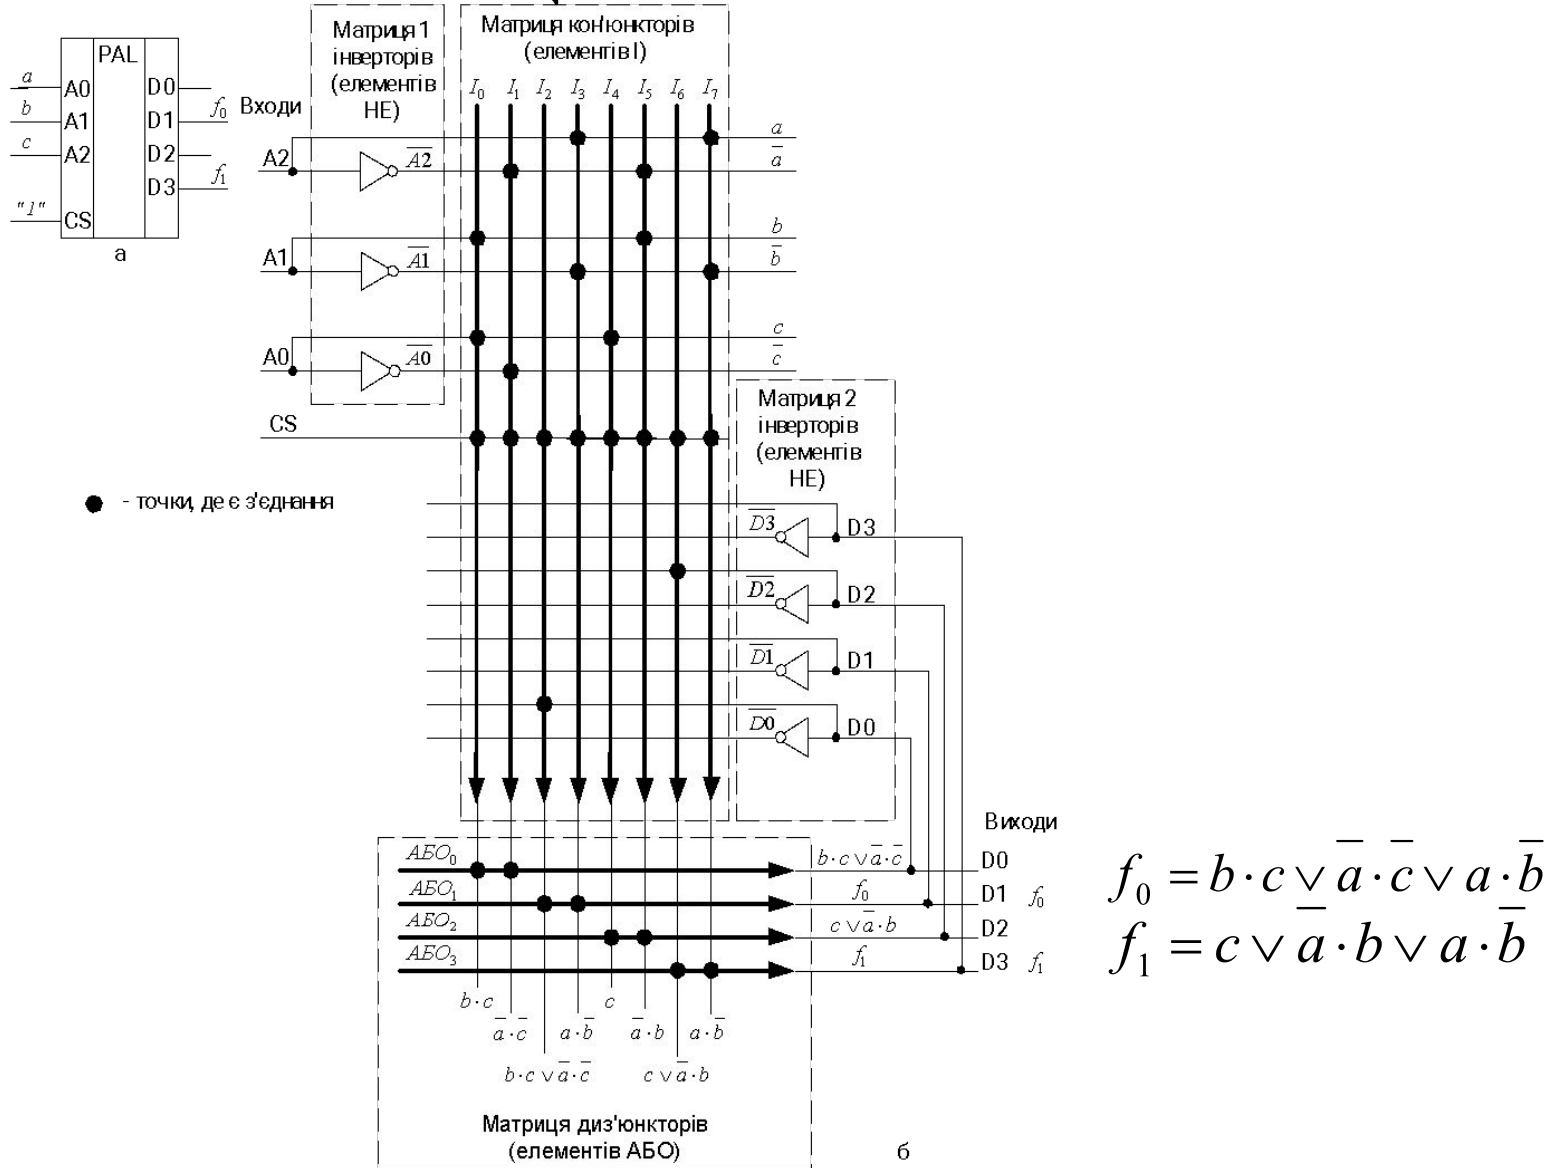 PAL
a
A0
D0
b
A1
D1
f₀
c
A2
D2
D3
f₁
"1"
CS
а
Входи
Матриця 1
інверторів
(елементів
НЕ)
Матриця кон'юнкторів
(елементів І)
I₀ I₁ I₂ I₃ I₄ I₅ I₆ I₇
a
A2
A̅2̅
a̅
b
A1
A̅1̅
b̅
c
A0
A̅0̅
c̅
CS
Матриця 2
інверторів
(елементів
НЕ)
- точки, де є з'єднання
D̅3̅ D3
D̅2̅ D2
D̅1̅ D1
D̅0̅ D0
Виходи
АБО₀ b·c∨a̅·c̅ D0
АБО₁ f₀ D1 f₀
АБО₂ c∨a̅·b D2
АБО₃ f₁ D3 f₁
b·c c
a̅·c̅ a·b̅ a̅·b a·b̅
b·c∨a̅·c̅ c∨a̅·b
Матриця диз'юнкторів
(елементів АБО)
б
f₀ = b·c∨a̅·c̅∨a·b̅
f₁ = c∨a̅·b∨a·b̅